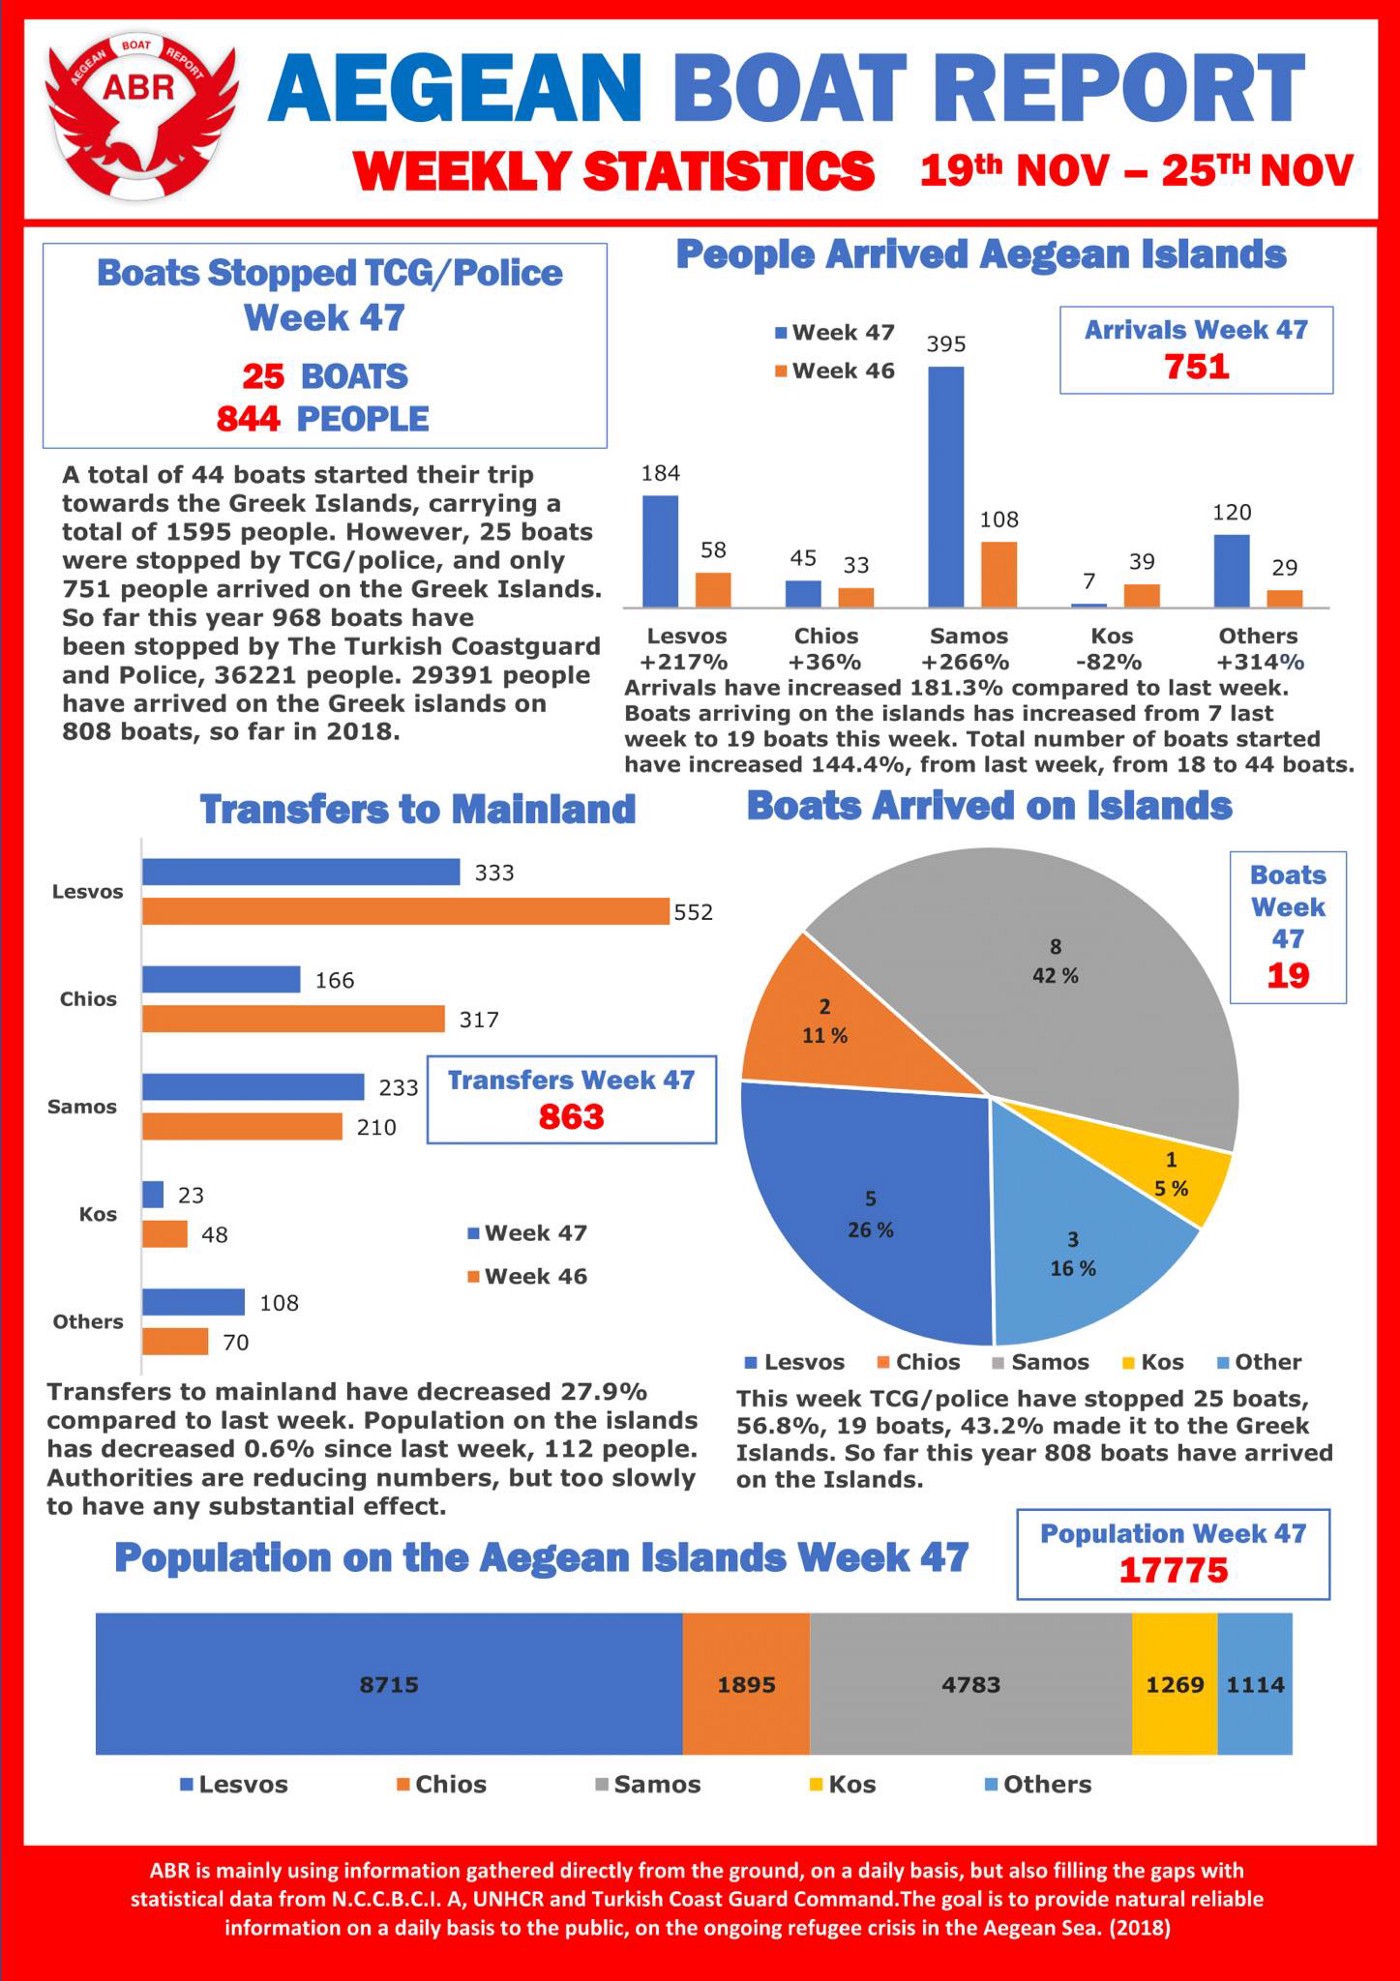 AEGEAN BOAT REPORT
ABR
AEGEAN BOAT REPORT
WEEKLY STATISTICS 19th NOV – 25TH NOV
Boats Stopped TCG/Police
Week 47
25 BOATS
844 PEOPLE
A total of 44 boats started their trip
towards the Greek Islands, carrying a
total of 1595 people. However, 25 boats
were stopped by TCG/police, and only
751 people arrived on the Greek Islands.
So far this year 968 boats have
been stopped by The Turkish Coastguard
and Police, 36221 people. 29391 people
have arrived on the Greek islands on
808 boats, so far in 2018.
People Arrived Aegean Islands
Week 47
Week 46
Arrivals Week 47
751
184
58
45
33
395
108
7
39
120
29
Lesvos Chios Samos Kos Others
+217% +36% +266% -82% +314%
Arrivals have increased 181.3% compared to last week.
Boats arriving on the islands has increased from 7 last
week to 19 boats this week. Total number of boats started
have increased 144.4%, from last week, from 18 to 44 boats.
Transfers to Mainland
Lesvos
333
552
Chios
166
317
Samos
233
210
Kos
23
48
Others
108
70
Transfers Week 47
863
Week 47
Week 46
Transfers to mainland have decreased 27.9%
compared to last week. Population on the islands
has decreased 0.6% since last week, 112 people.
Authorities are reducing numbers, but too slowly
to have any substantial effect.
Boats Arrived on Islands
Boats
Week
47
19
8
42 %
2
11 %
1
5 %
5
26 %
3
16 %
Lesvos Chios Samos Kos Other
This week TCG/police have stopped 25 boats,
56.8%, 19 boats, 43.2% made it to the Greek
Islands. So far this year 808 boats have arrived
on the Islands.
Population on the Aegean Islands Week 47
Population Week 47
17775
8715 1895 4783 1269 1114
Lesvos Chios Samos Kos Others
ABR is mainly using information gathered directly from the ground, on a daily basis, but also filling the gaps with
statistical data from N.C.C.B.C.I. A, UNHCR and Turkish Coast Guard Command.The goal is to provide natural reliable
information on a daily basis to the public, on the ongoing refugee crisis in the Aegean Sea. (2018)